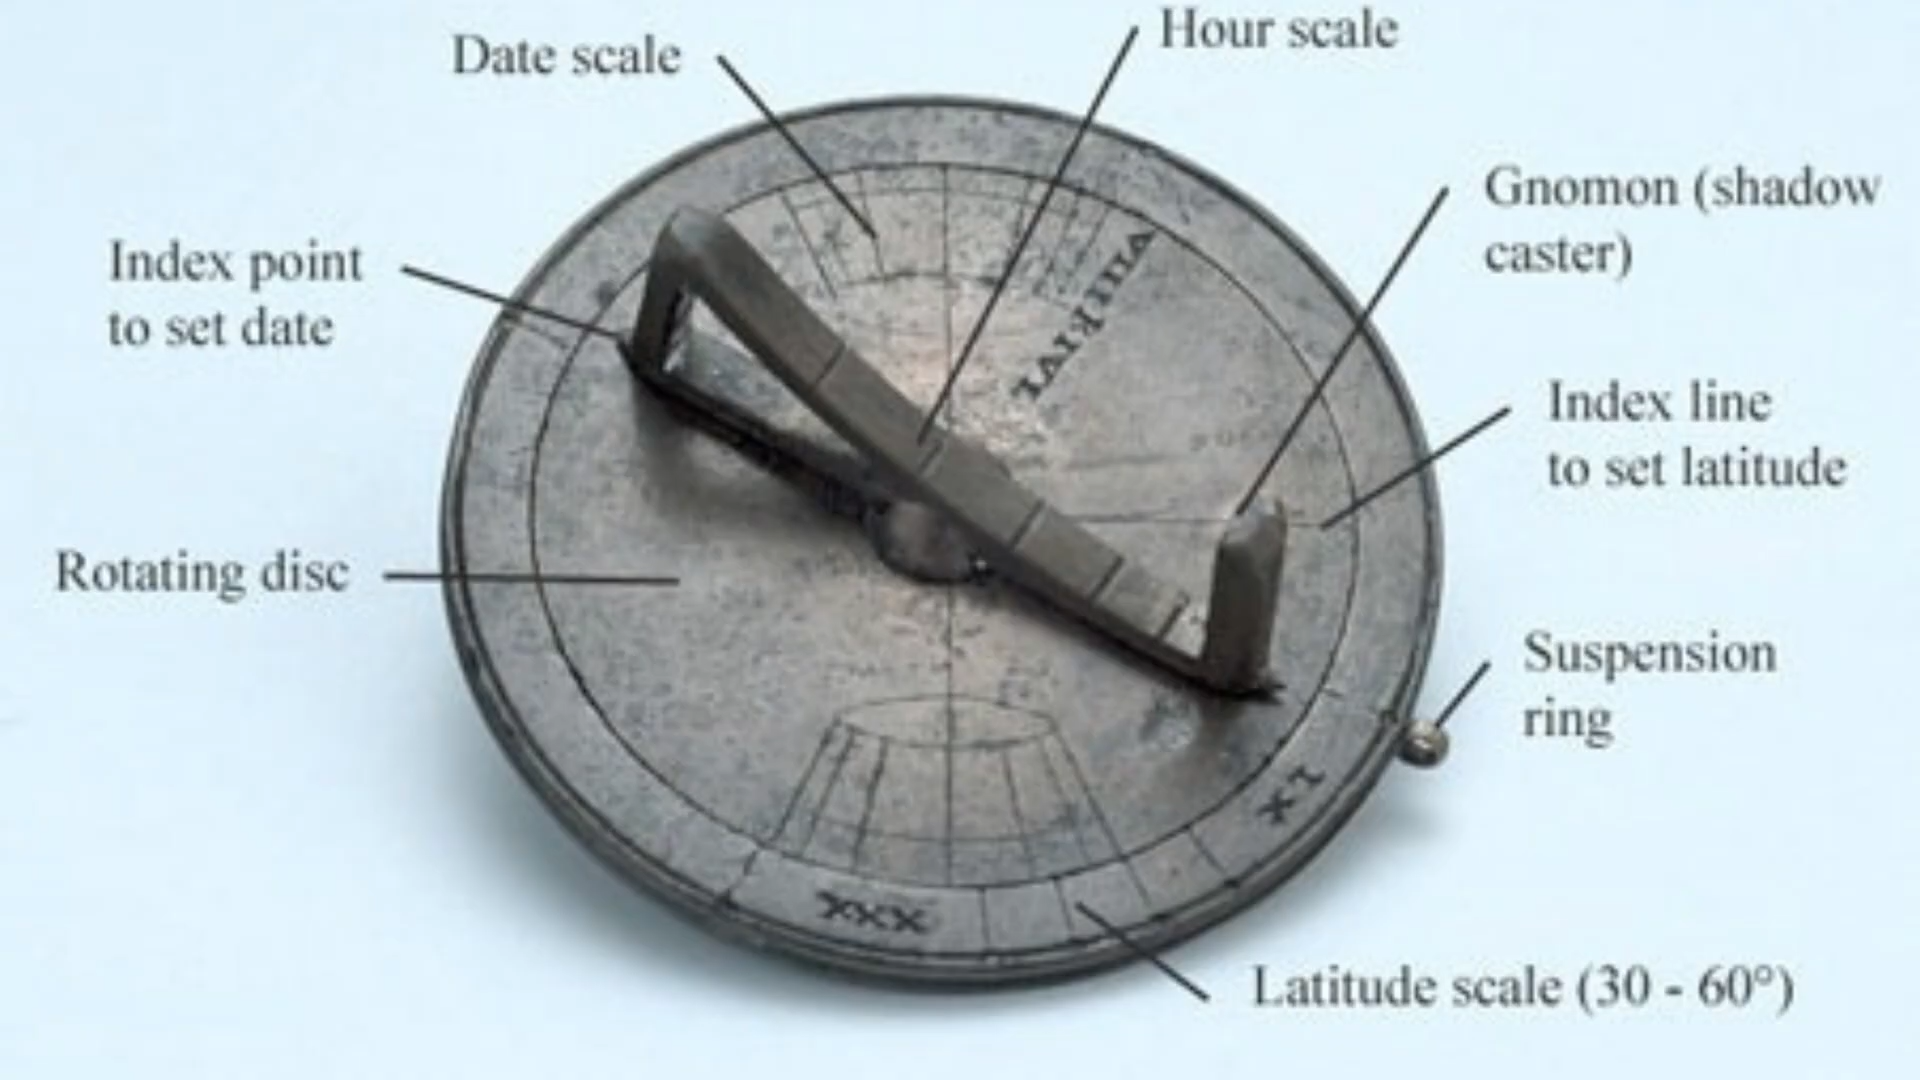 Hour scale
Date scale
Gnomon (shadow
caster)
Index point
to set date
Index line
to set latitude
Rotating disc
Suspension
ring
LX
XXX
Latitude scale (30 - 60°)